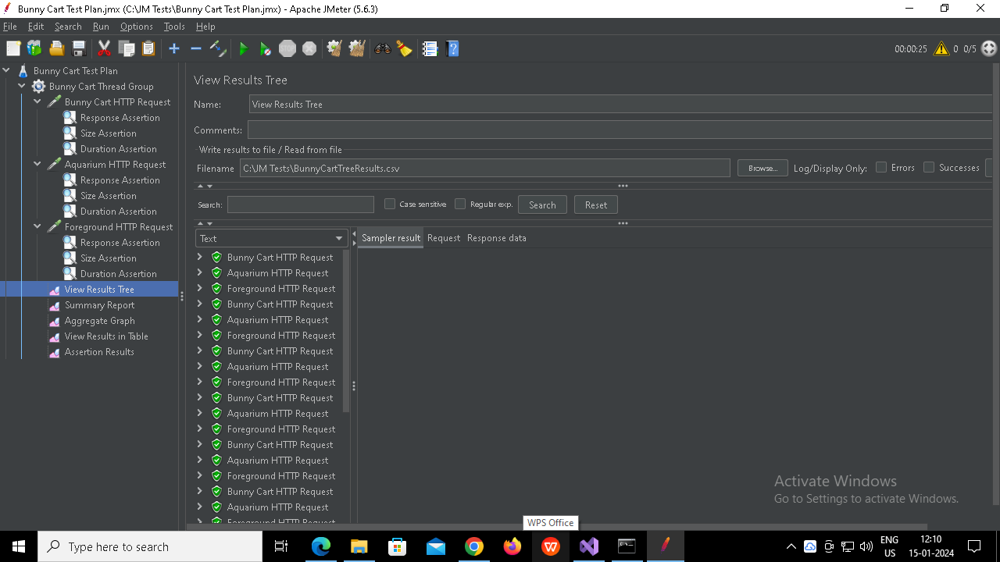 Bunny Cart Test Plan.jmx (C:\JM Tests\Bunny Cart Test Plan.jmx) - Apache JMeter (5.6.3)
File Edit Search Run Options Tools Help
STOP 00:00:25 0 0/5
Bunny Cart Test Plan
Bunny Cart Thread Group
Bunny Cart HTTP Request
Response Assertion
Size Assertion
Duration Assertion
Aquarium HTTP Request
Response Assertion
Size Assertion
Duration Assertion
Foreground HTTP Request
Response Assertion
Size Assertion
Duration Assertion
View Results Tree
Summary Report
Aggregate Graph
View Results in Table
Assertion Results
View Results Tree
Name: View Results Tree
Comments:
Write results to file / Read from file
Filename C:\JM Tests\BunnyCartTreeResults.csv Browse... Log/Display Only: Errors Successes
Search: Case sensitive Regular exp. Search Reset
Text
Sampler result Request Response data
Bunny Cart HTTP Request
Aquarium HTTP Request
Foreground HTTP Request
Bunny Cart HTTP Request
Aquarium HTTP Request
Foreground HTTP Request
Bunny Cart HTTP Request
Aquarium HTTP Request
Foreground HTTP Request
Bunny Cart HTTP Request
Aquarium HTTP Request
Foreground HTTP Request
Bunny Cart HTTP Request
Aquarium HTTP Request
Foreground HTTP Request
Bunny Cart HTTP Request
Aquarium HTTP Request
Foreground HTTP Request
Activate Windows
Go to Settings to activate Windows.
WPS Office
Type here to search
ENG
US
12:10
15-01-2024